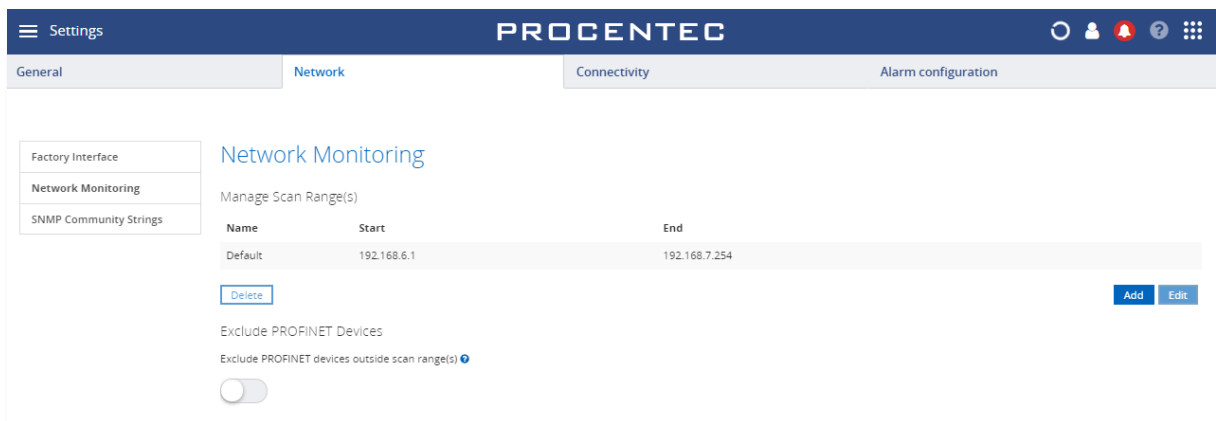 Settings
PROCENTEC
General Network Connectivity Alarm configuration
Factory Interface
Network Monitoring
SNMP Community Strings
Network Monitoring
Manage Scan Range(s)
Name Start End
Default 192.168.6.1 192.168.7.254
Delete Add Edit
Exclude PROFINET Devices
Exclude PROFINET devices outside scan range(s)